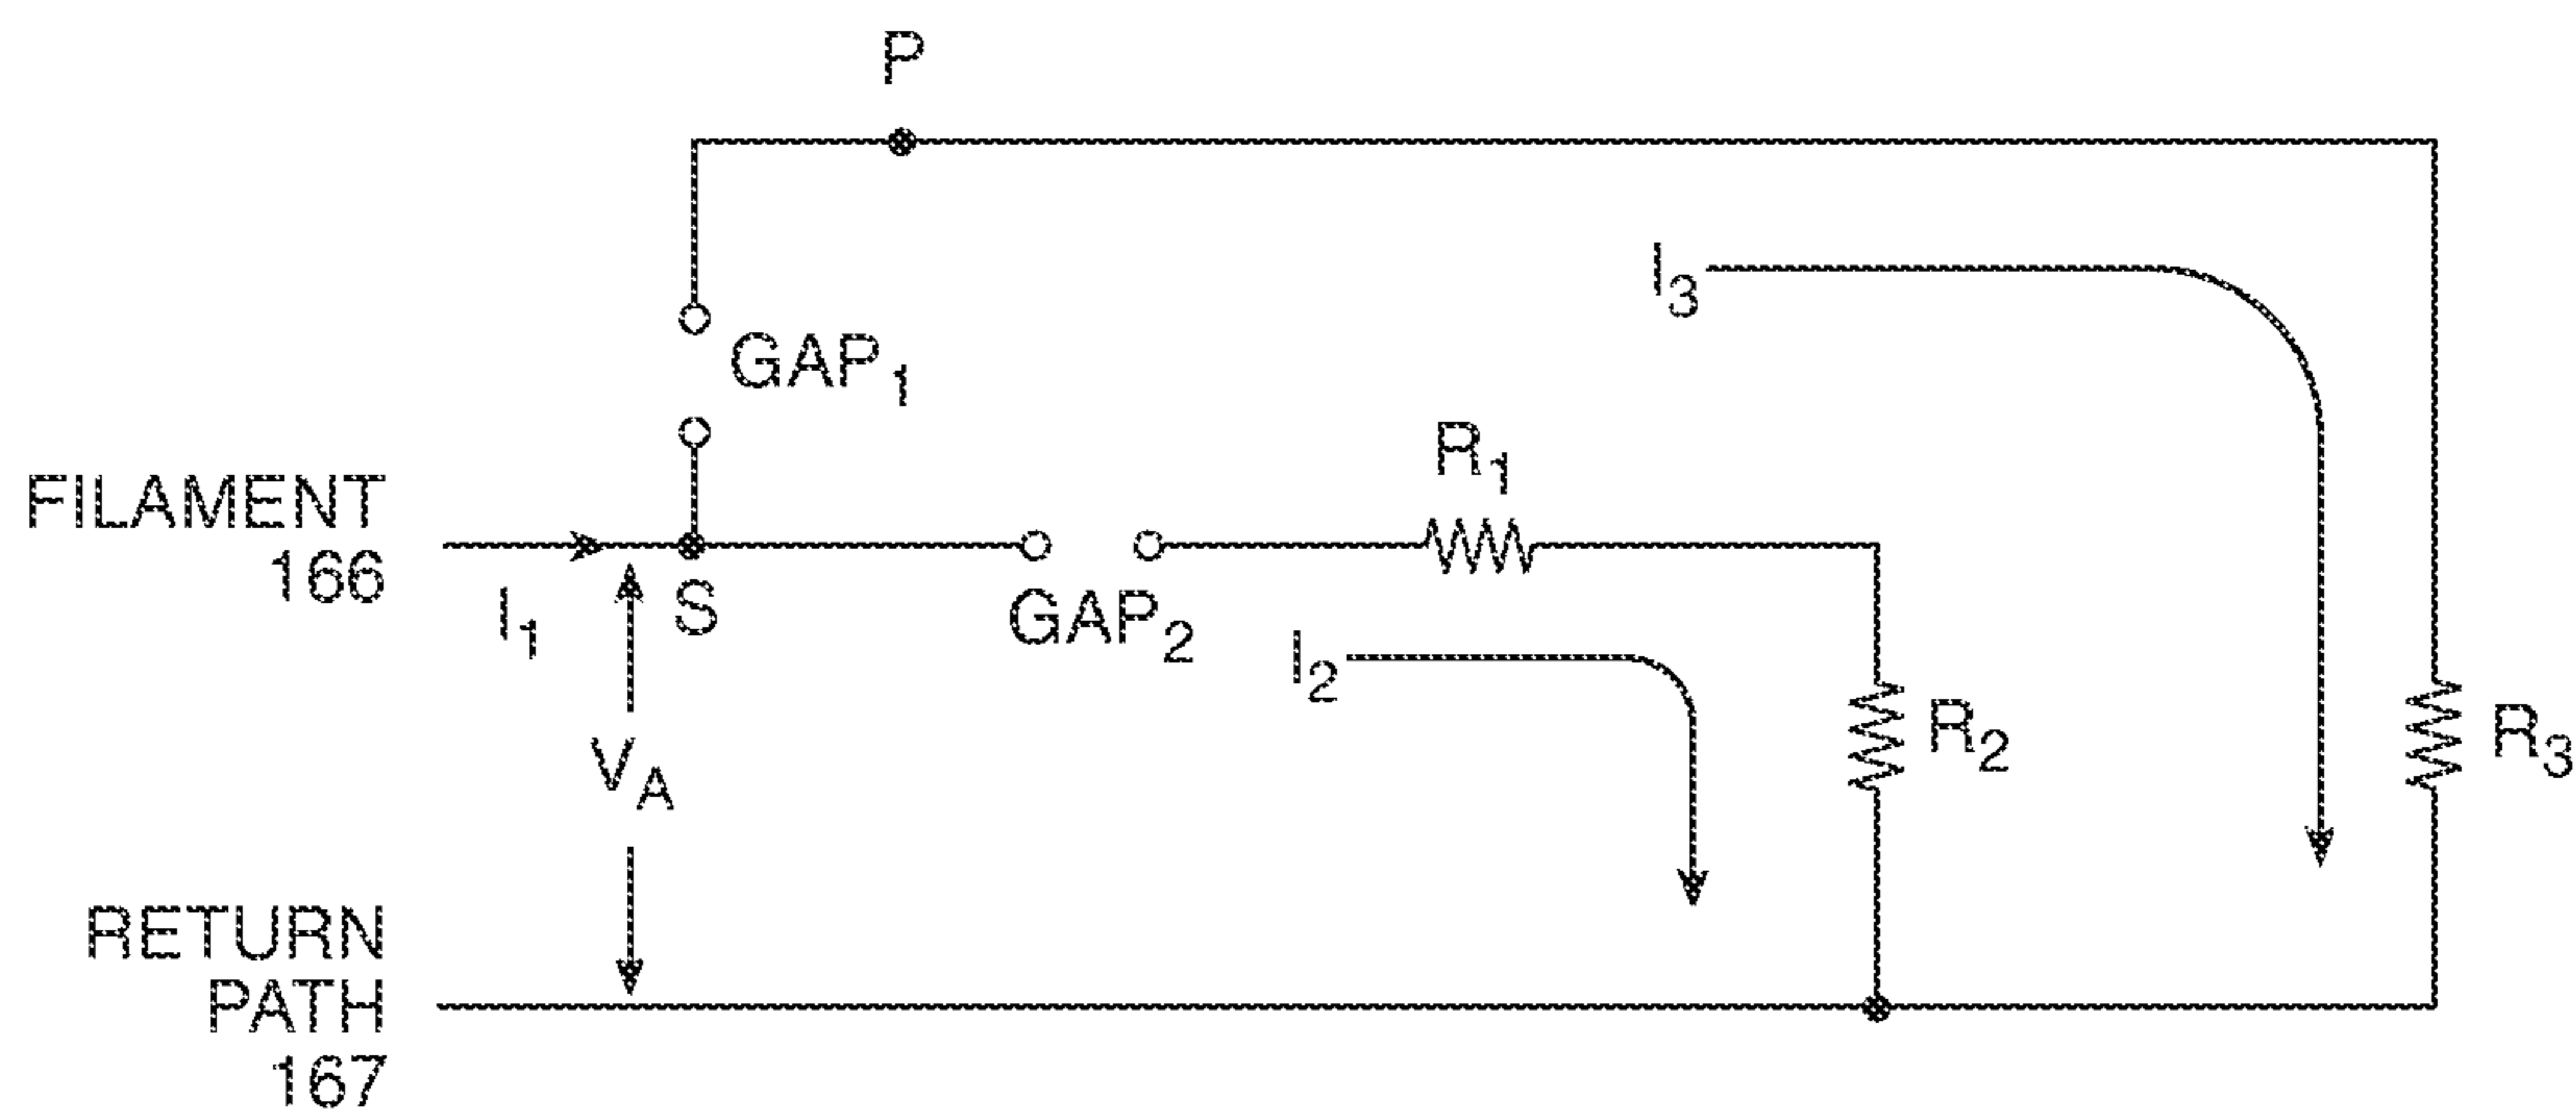 P
I3
GAP1
R1
FILAMENT
166
I1
S
GAP2
I2
R2
R3
VA
RETURN
PATH
167